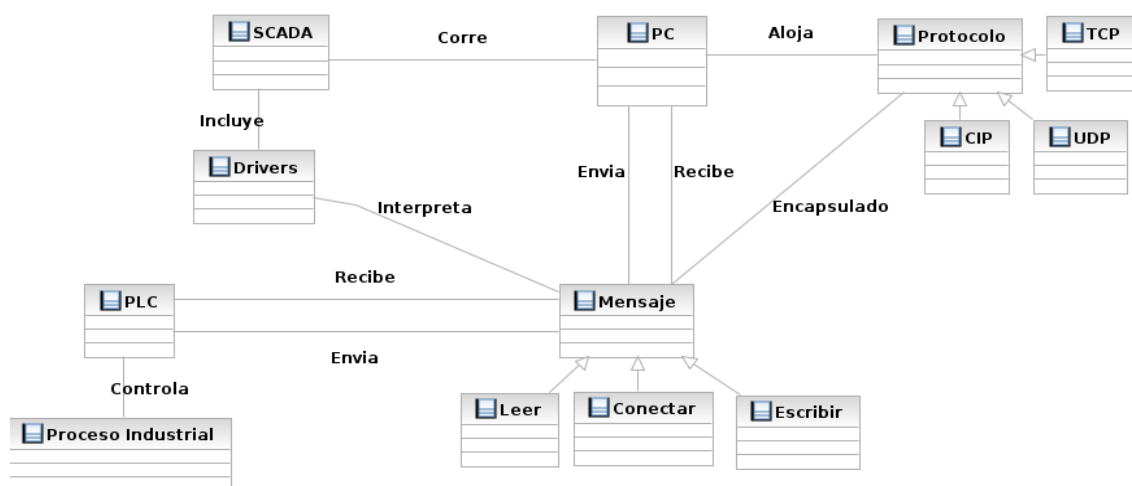 SCADA
Corre
PC
Aloja
Protocolo
TCP
Incluye
CIP
UDP
Drivers
Envia
Recibe
Interpreta
Encapsulado
Recibe
PLC
Mensaje
Envia
Controla
Leer
Conectar
Escribir
Proceso Industrial